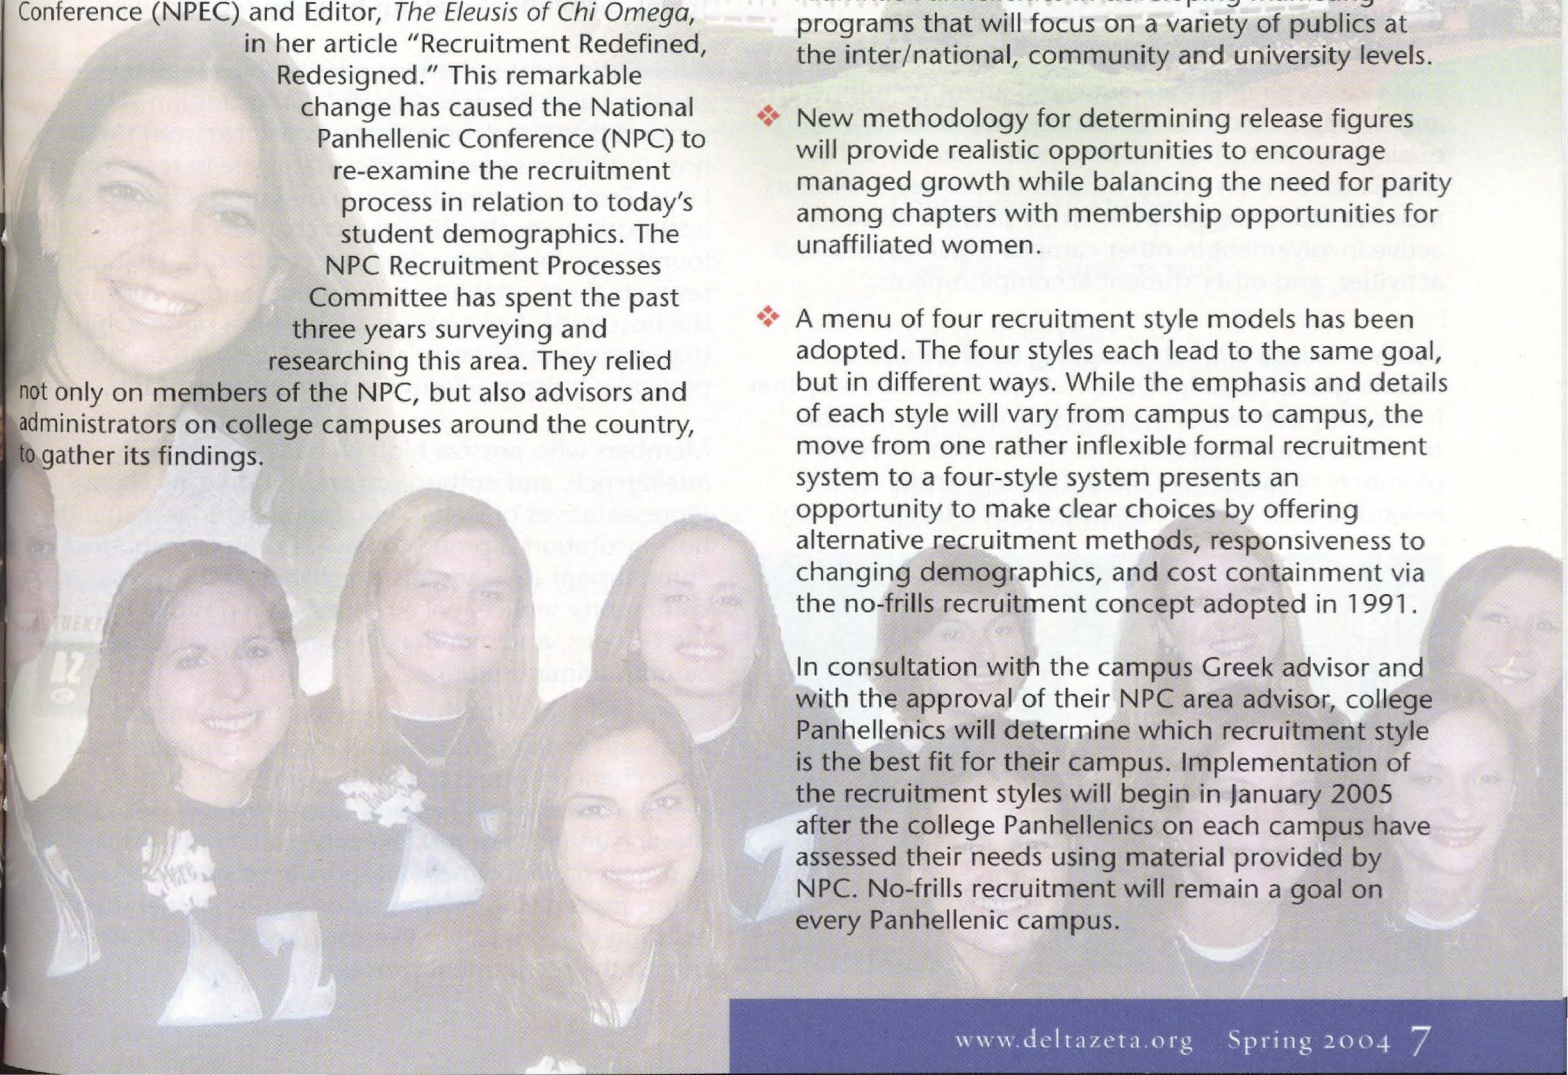 Conference (NPEC) and Editor, The Eleusis of Chi Omega,
in her article “Recruitment Redefined,
Redesigned.” This remarkable
change has caused the National
Panhellenic Conference (NPC) to
re-examine the recruitment
process in relation to today’s
student demographics. The
NPC Recruitment Processes
Committee has spent the past
three years surveying and
researching this area. They relied
not only on members of the NPC, but also advisors and
administrators on college campuses around the country,
to gather its findings.
programs that will focus on a variety of publics at
the inter/national, community and university levels.
❖ New methodology for determining release figures
will provide realistic opportunities to encourage
managed growth while balancing the need for parity
among chapters with membership opportunities for
unaffiliated women.
❖ A menu of four recruitment style models has been
adopted. The four styles each lead to the same goal,
but in different ways. While the emphasis and details
of each style will vary from campus to campus, the
move from one rather inflexible formal recruitment
system to a four-style system presents an
opportunity to make clear choices by offering
alternative recruitment methods, responsiveness to
changing demographics, and cost containment via
the no-frills recruitment concept adopted in 1991.
In consultation with the campus Greek advisor and
with the approval of their NPC area advisor, college
Panhellenics will determine which recruitment style
is the best fit for their campus. Implementation of
the recruitment styles will begin in January 2005
after the college Panhellenics on each campus have
assessed their needs using material provided by
NPC. No-frills recruitment will remain a goal on
every Panhellenic campus.
ΔZ
Mere
ΔZ
www.deltazeta.org Spring 2004 7